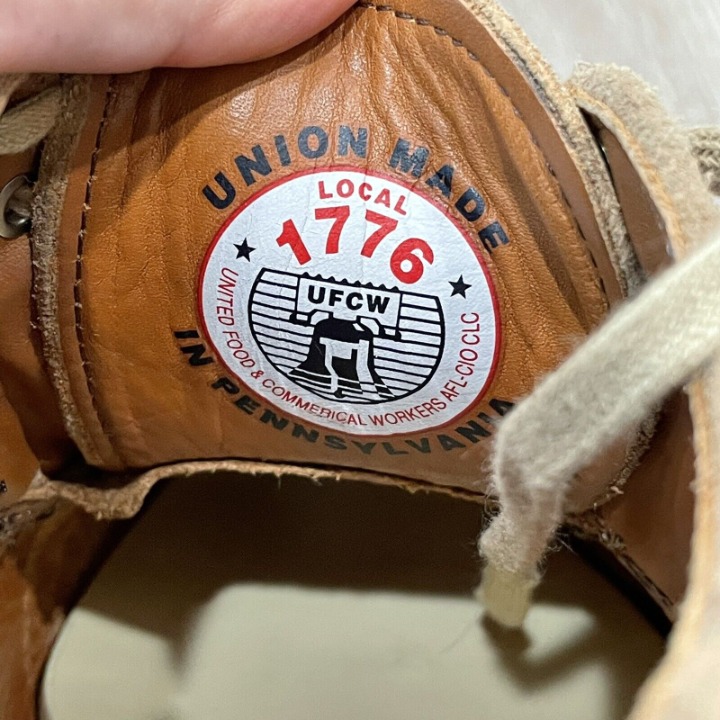 UNION MADE
LOCAL
1776
UFCW
UNITED FOOD & COMMERICAL WORKERS AFL-CIO CLC
IN PENNSYLVANIA